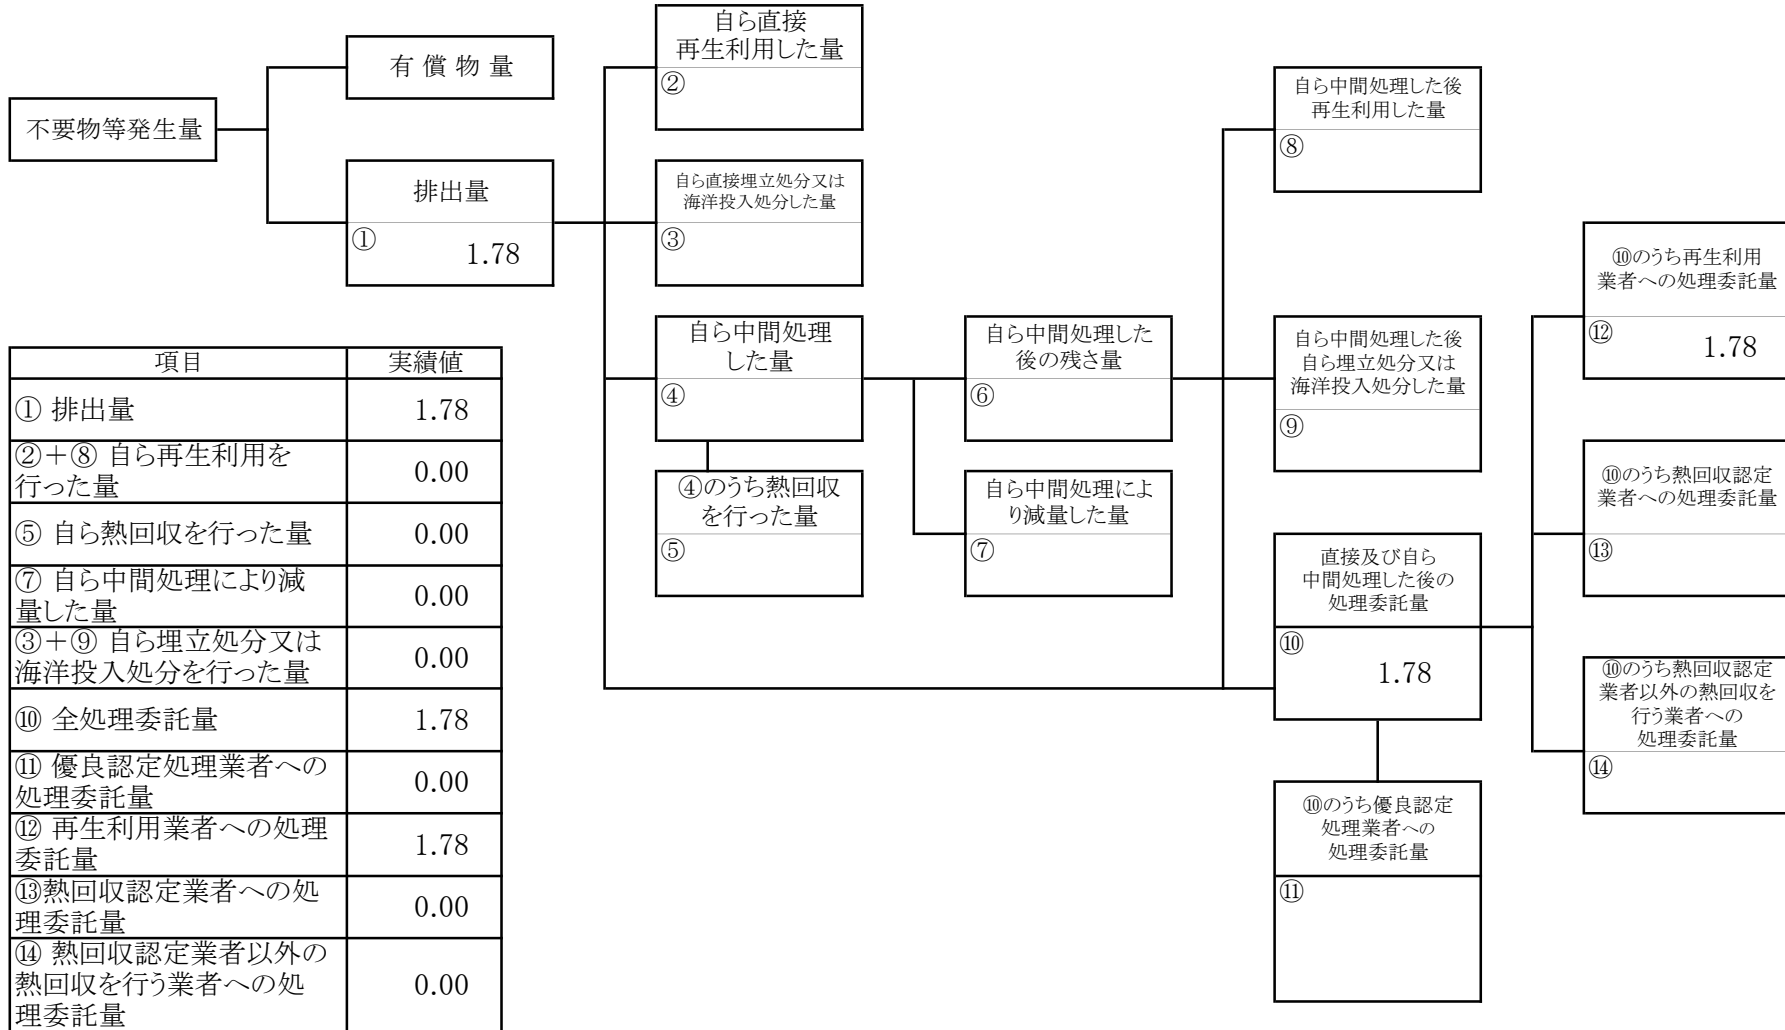 不要物等発生量
有 償 物 量
排出量
①
1.78
自ら直接
再生利用した量
②
自ら直接埋立処分又は
海洋投入処分した量
③
自ら中間処理
した量
④
④のうち熱回収
を行った量
⑤
自ら中間処理した
後の残さ量
⑥
自ら中間処理によ
り減量した量
⑦
自ら中間処理した後
再生利用した量
⑧
自ら中間処理した後
自ら埋立処分又は
海洋投入処分した量
⑨
直接及び自ら
中間処理した後の
処理委託量
⑩
1.78
⑩のうち優良認定
処理業者への
処理委託量
⑪
⑩のうち再生利用
業者への処理委託量
⑫
1.78
⑩のうち熱回収認定
業者への処理委託量
⑬
⑩のうち熱回収認定
業者以外の熱回収を
行う業者への
処理委託量
⑭
項目 実績値
① 排出量 1.78
②＋⑧ 自ら再生利用を
行った量 0.00
⑤ 自ら熱回収を行った量 0.00
⑦ 自ら中間処理により減
量した量 0.00
③＋⑨ 自ら埋立処分又は
海洋投入処分を行った量 0.00
⑩ 全処理委託量 1.78
⑪ 優良認定処理業者への
処理委託量 0.00
⑫ 再生利用業者への処理
委託量 1.78
⑬熱回収認定業者への処
理委託量 0.00
⑭ 熱回収認定業者以外の
熱回収を行う業者への処
理委託量 0.00